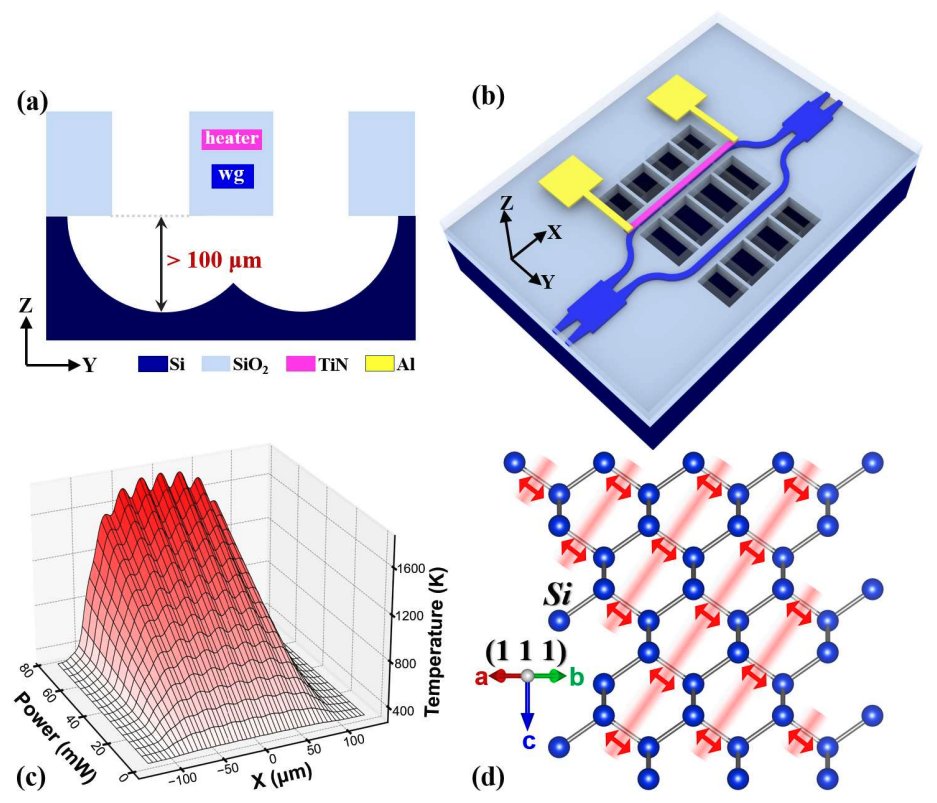 (a)
heater
wg
> 100 μm
Z
Y
Si
SiO₂
TiN
Al
(b)
Z
X
Y
(c)
80
60
40
20
0
Power (mW)
−100
−50
0
50
100
X (μm)
400
800
1200
1600
Temperature (K)
(d)
Si
(1 1 1)
a
b
c